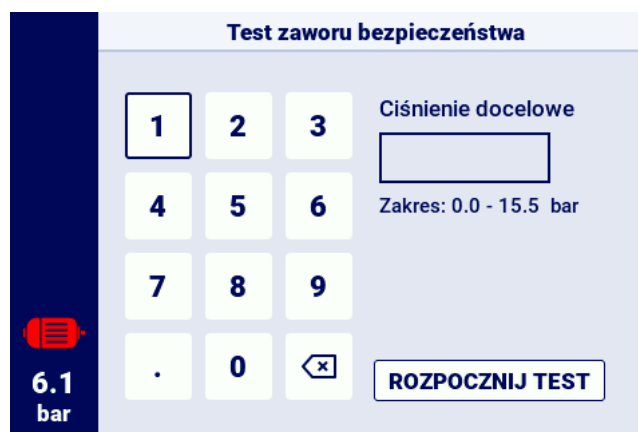 Test zaworu bezpieczeństwa
1 2 3
4 5 6
7 8 9
. 0
Ciśnienie docelowe
Zakres: 0.0 - 15.5 bar
ROZPOCZNIJ TEST
6.1
bar